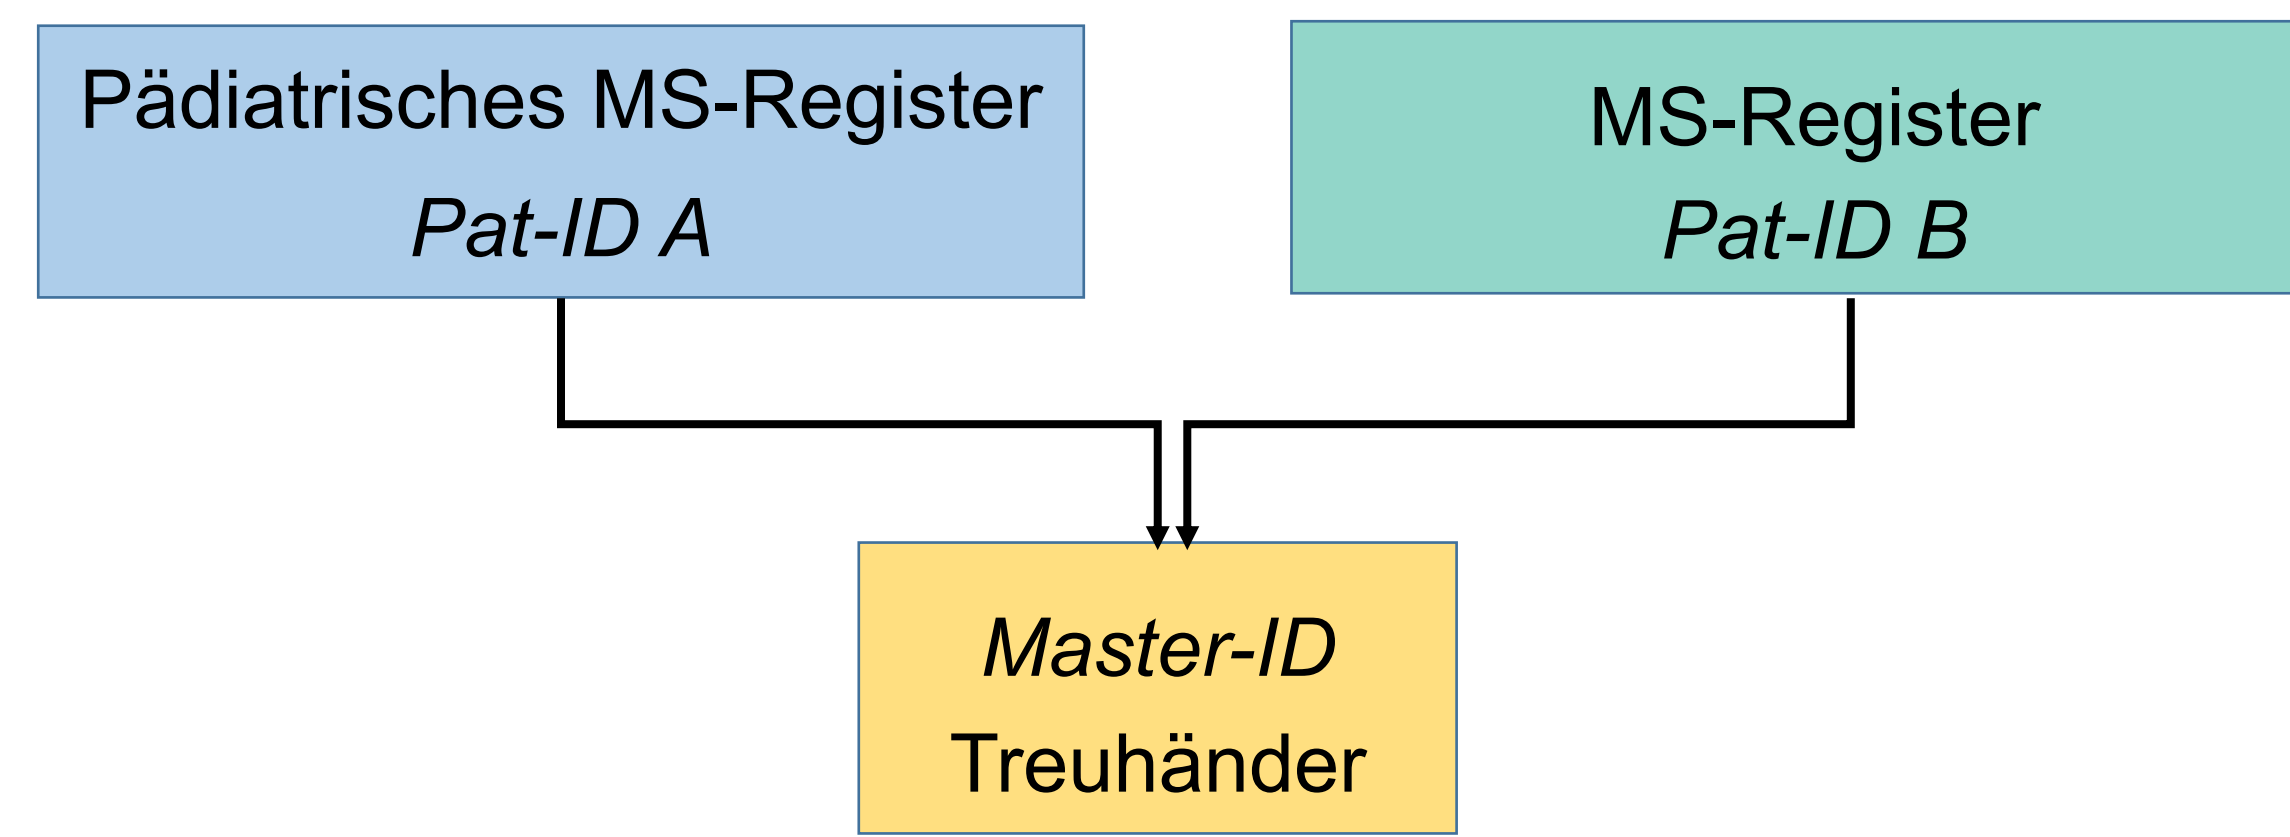 Pädiatrisches MS-Register
Pat-ID A
MS-Register
Pat-ID B
Master-ID
Treuhänder